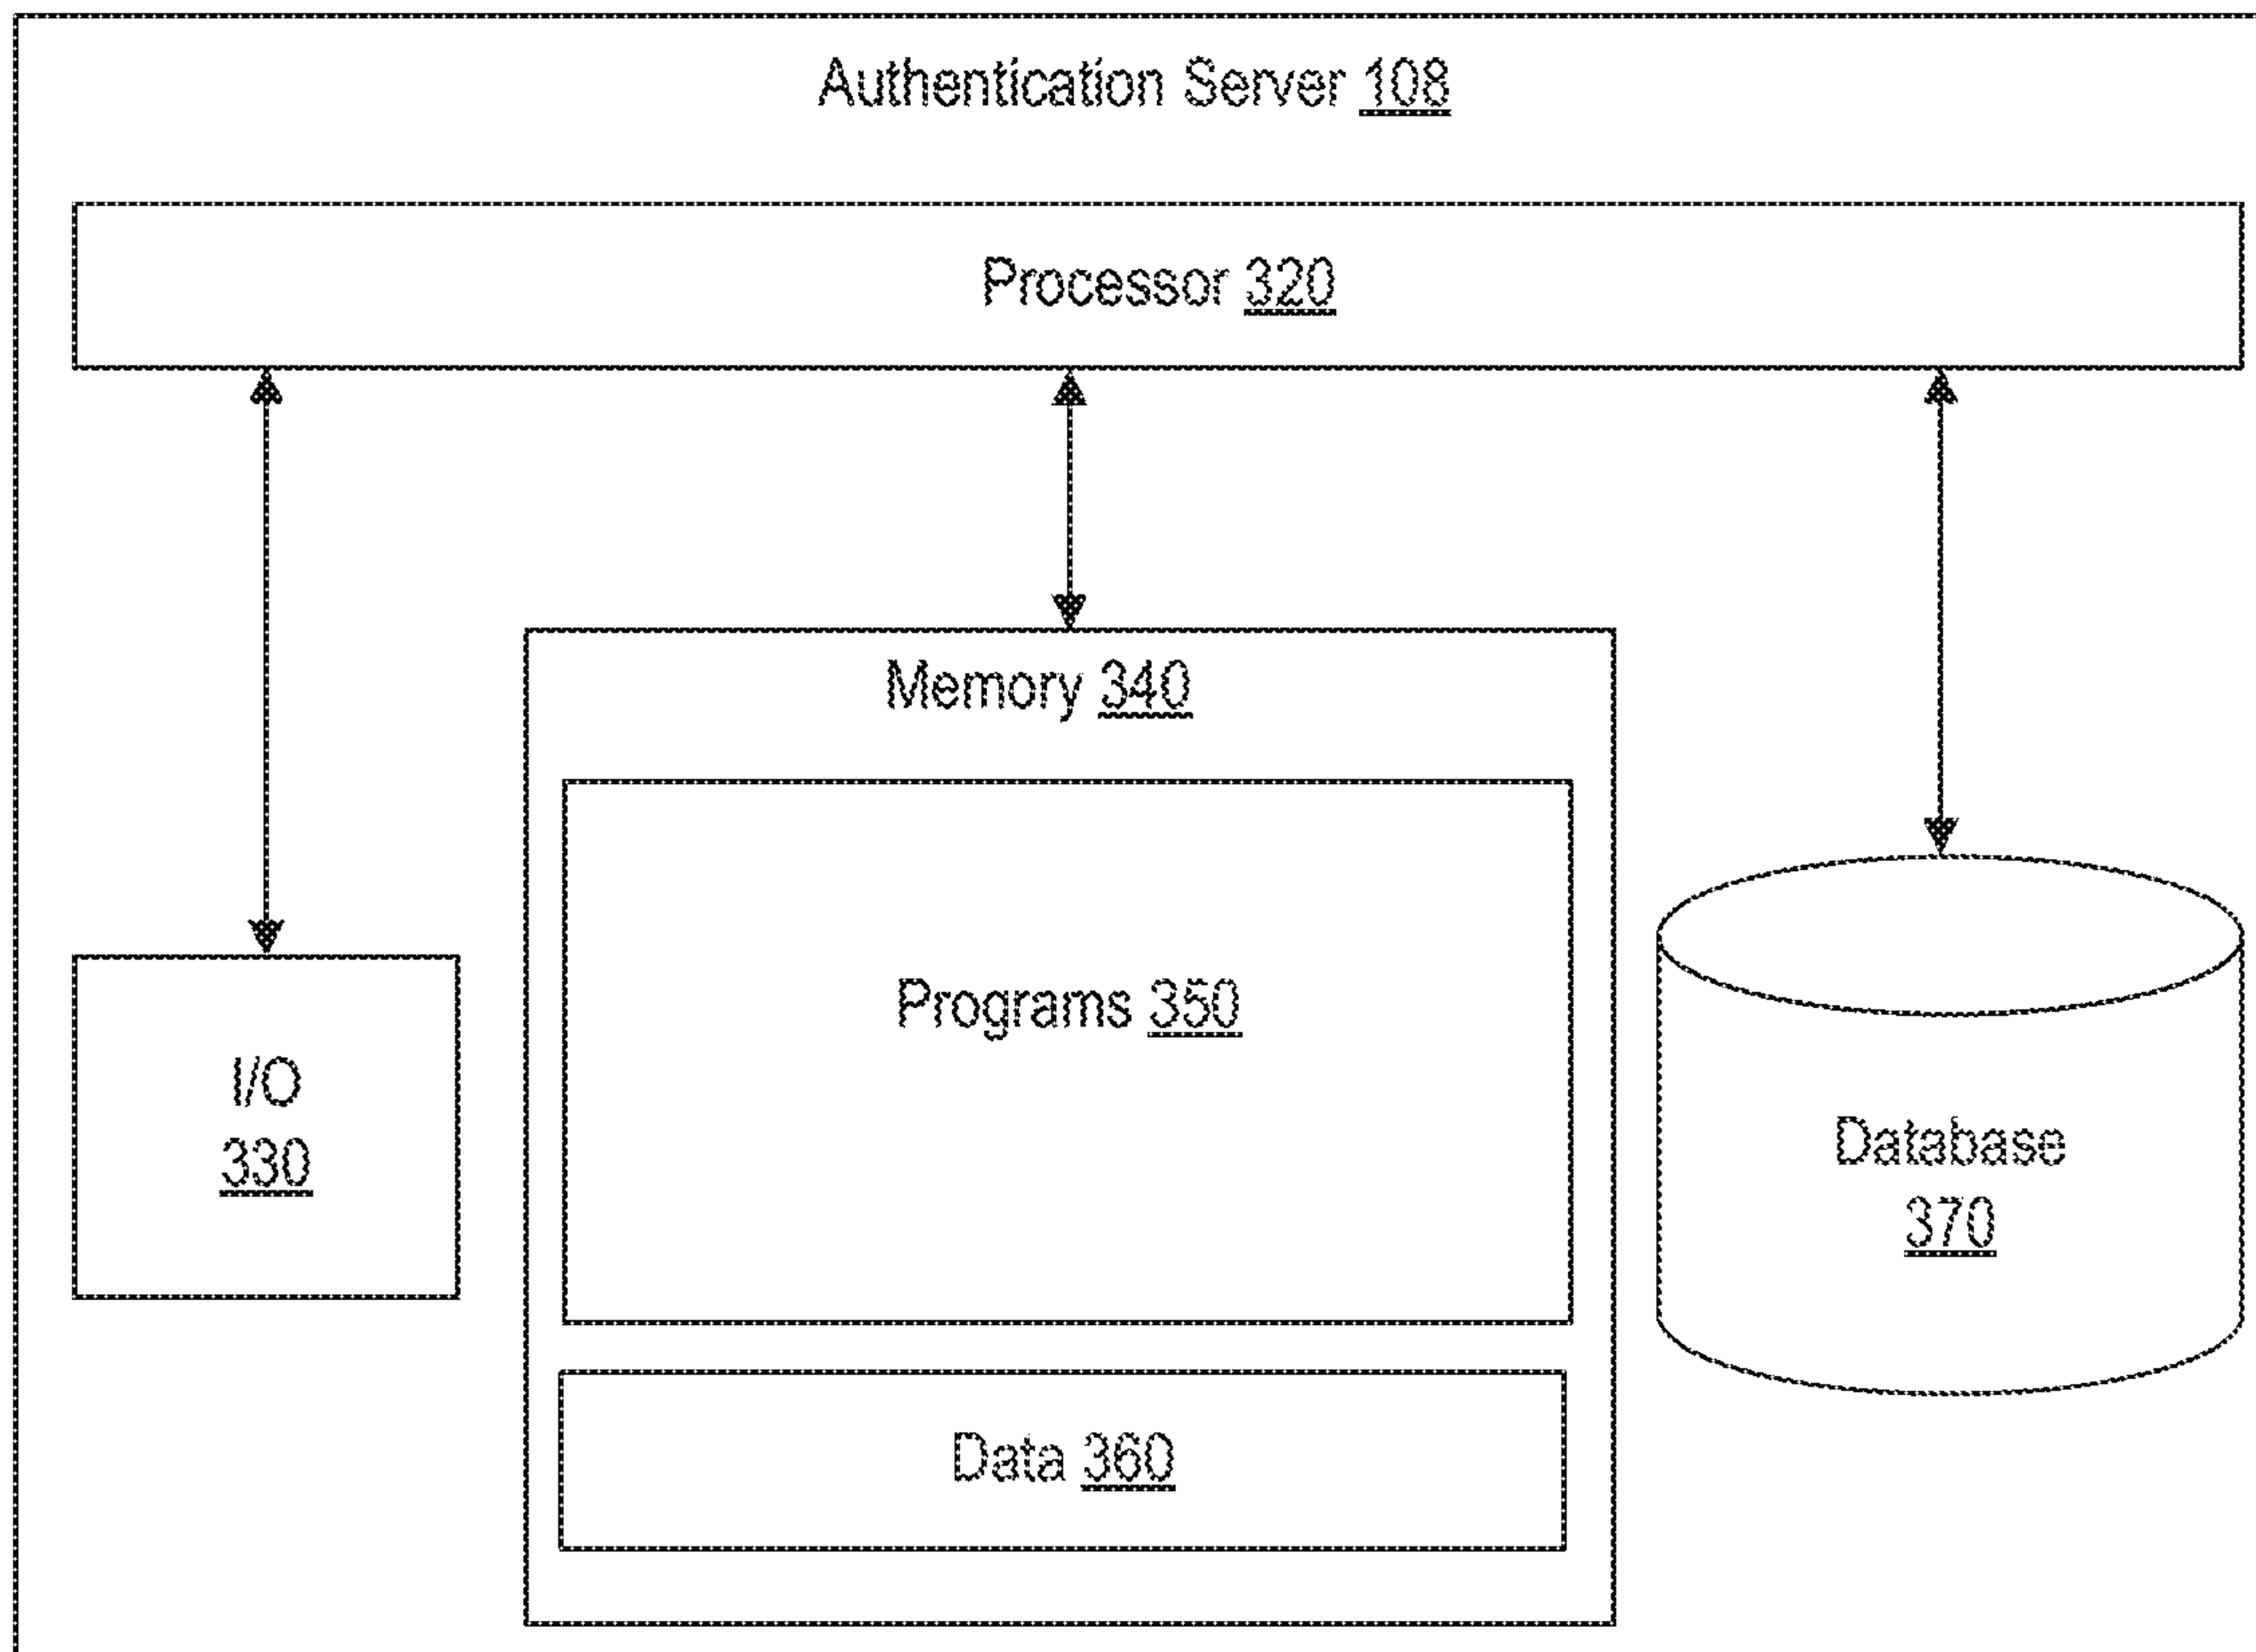 Authentication Server 108
Processor 320
Memory 340
Programs 350
I/O
330
Database
370
Data 360